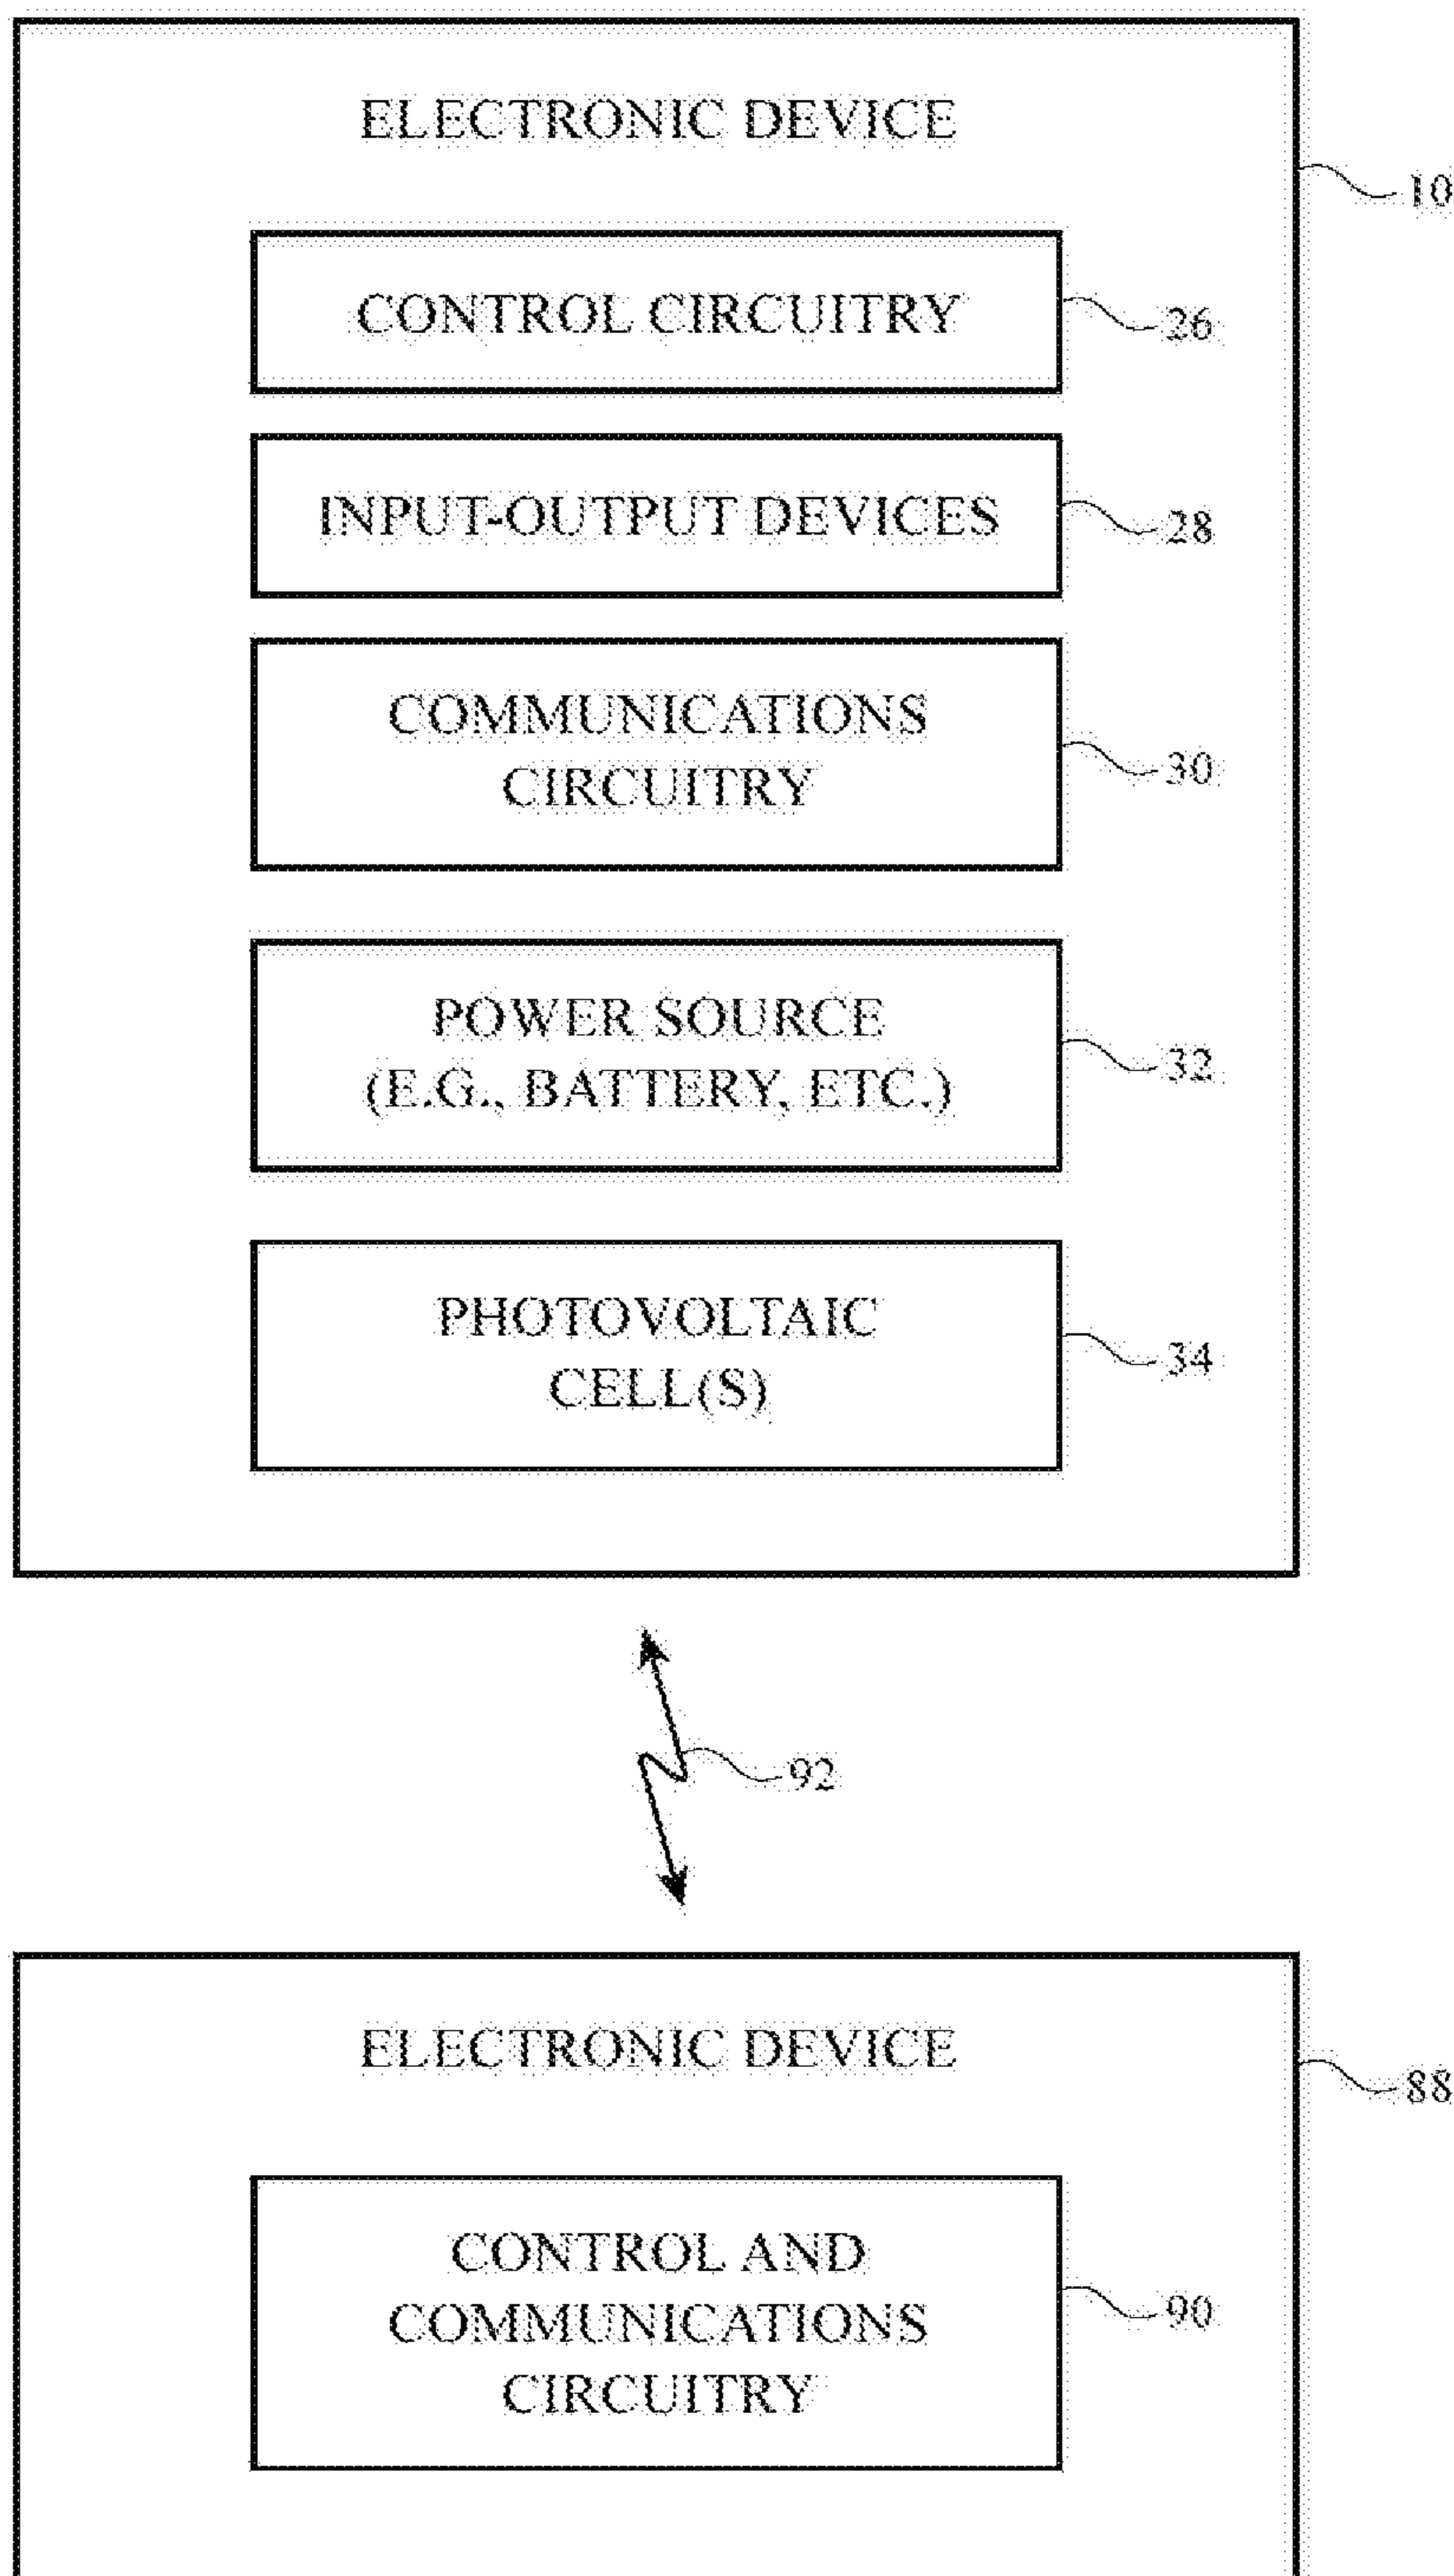 ELECTRONIC DEVICE
10
CONTROL CIRCUITRY
26
INPUT-OUTPUT DEVICES
28
COMMUNICATIONS
CIRCUITRY
30
POWER SOURCE
(E.G., BATTERY, ETC.)
32
PHOTOVOLTAIC
CELL(S)
34
92
ELECTRONIC DEVICE
88
CONTROL AND
COMMUNICATIONS
CIRCUITRY
90